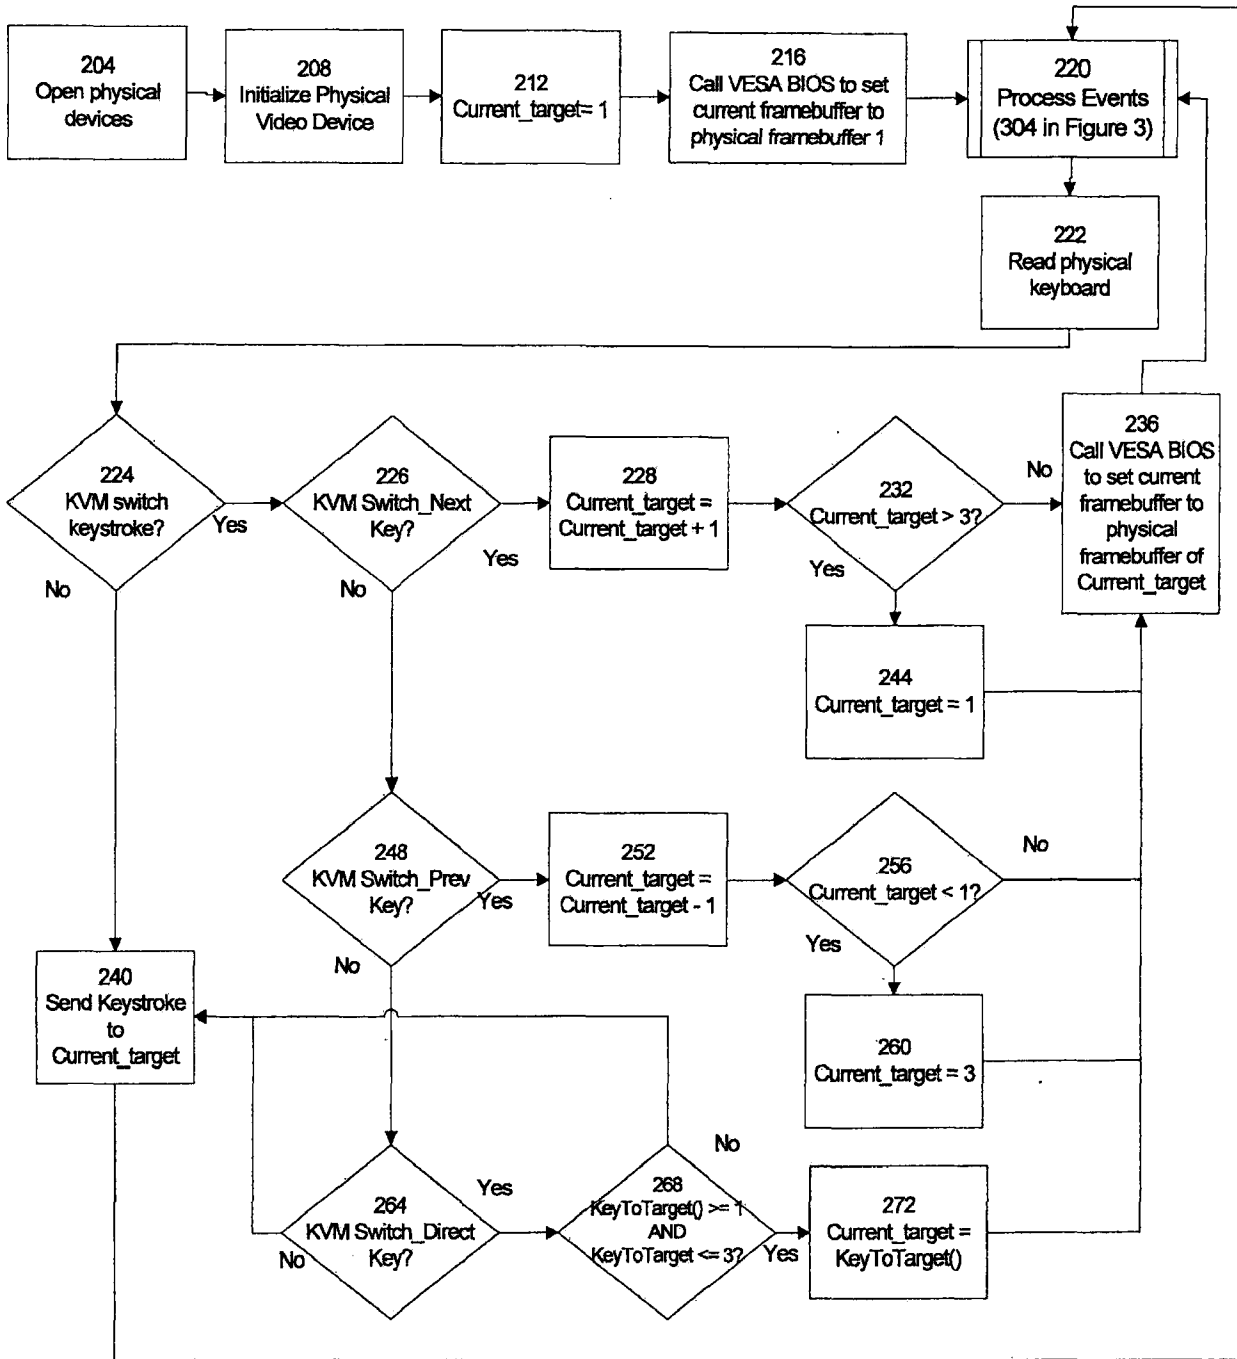 204
Open physical
devices
208
Initialize Physical
Video Device
212
Current_target= 1
216
Call VESA BIOS to set
current framebuffer to
physical framebuffer 1
220
Process Events
(304 in Figure 3)
222
Read physical
keyboard
224
KVM switch
keystroke?
Yes
No
226
KVM Switch_Next
Key?
Yes
No
228
Current_target =
Current_target + 1
232
Current_target > 3?
No
Yes
236
Call VESA BIOS
to set current
framebuffer to
physical
framebuffer of
Current_target
244
Current_target = 1
248
KVM Switch_Prev
Key?
Yes
No
252
Current_target =
Current_target - 1
256
Current_target < 1?
No
Yes
240
Send Keystroke
to
Current_target
260
Current_target = 3
264
KVM Switch_Direct
Key?
Yes
No
268
KeyToTarget() >= 1
AND
KeyToTarget <= 3?
No
Yes
272
Current_target =
KeyToTarget()